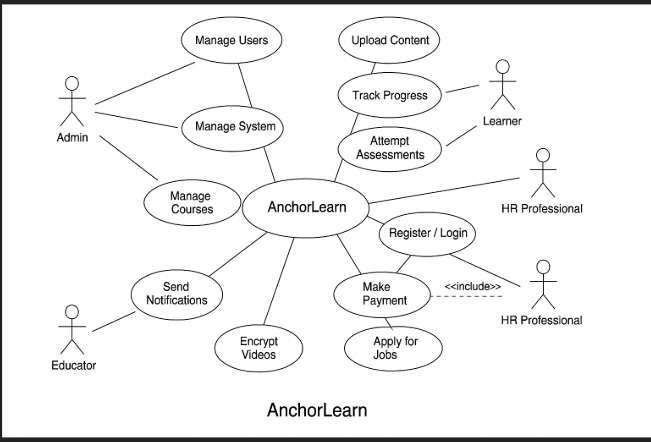 Manage Users
Upload Content
Track Progress
Learner
Admin
Manage System
Attempt
Assessments
Manage
Courses
AnchorLearn
HR Professional
Register / Login
Send
Notifications
Make
Payment
<<include>>
HR Professional
Educator
Encrypt
Videos
Apply for
Jobs
AnchorLearn